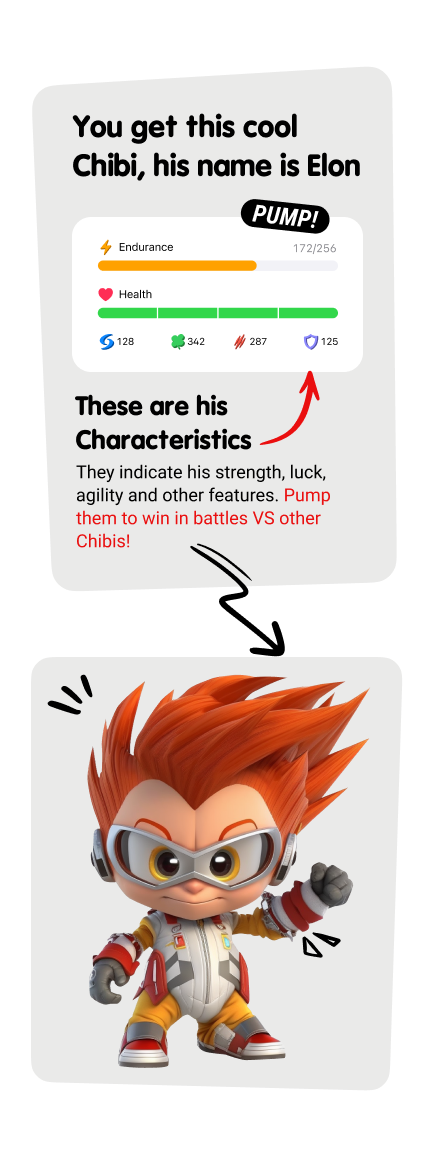 You get this cool
Chibi, his name is Elon
PUMP!
Endurance 172/256
Health
128 342 287 125
These are his
Characteristics
They indicate his strength, luck,
agility and other features. Pump
them to win in battles VS other
Chibis!